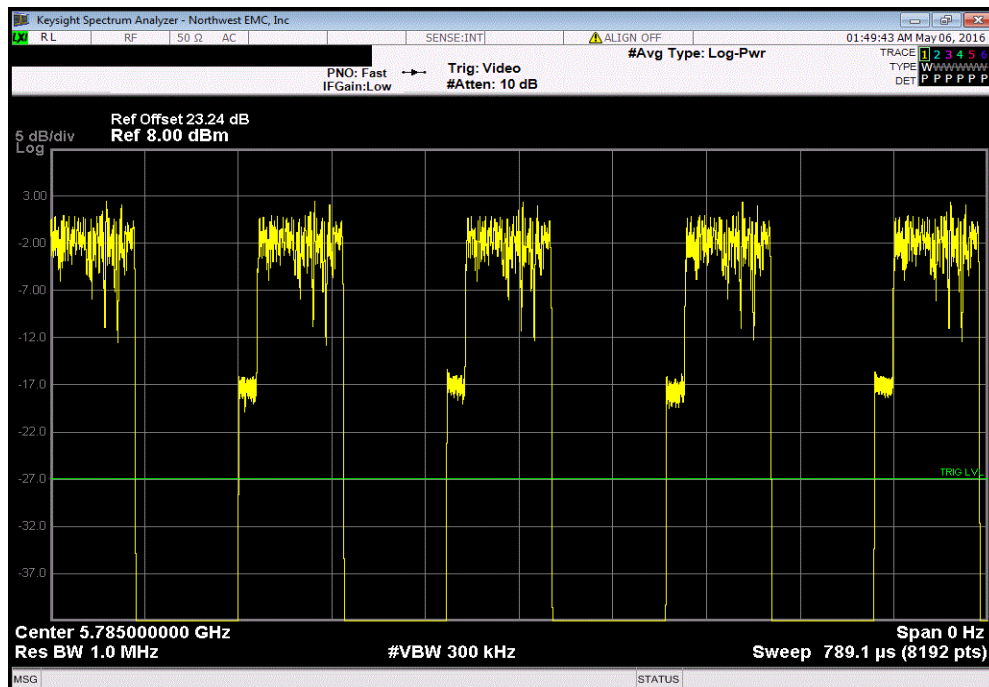 Keysight Spectrum Analyzer - Northwest EMC, Inc
LXI RL RF 50 Ω AC SENSE:INT ALIGN OFF 01:49:43 AM May 06, 2016
PNO: Fast Trig: Video #Avg Type: Log-Pwr TRACE 1 2 3 4 5 6
IFGain:Low #Atten: 10 dB TYPE WWWWWW
DET P P P P P P
Ref Offset 23.24 dB
5 dB/div Ref 8.00 dBm
Log
3.00
-2.00
-7.00
-12.0
-17.0
-22.0
-27.0 TRIG LVL
-32.0
-37.0
Center 5.785000000 GHz Span 0 Hz
Res BW 1.0 MHz #VBW 300 kHz Sweep 789.1 µs (8192 pts)
MSG STATUS